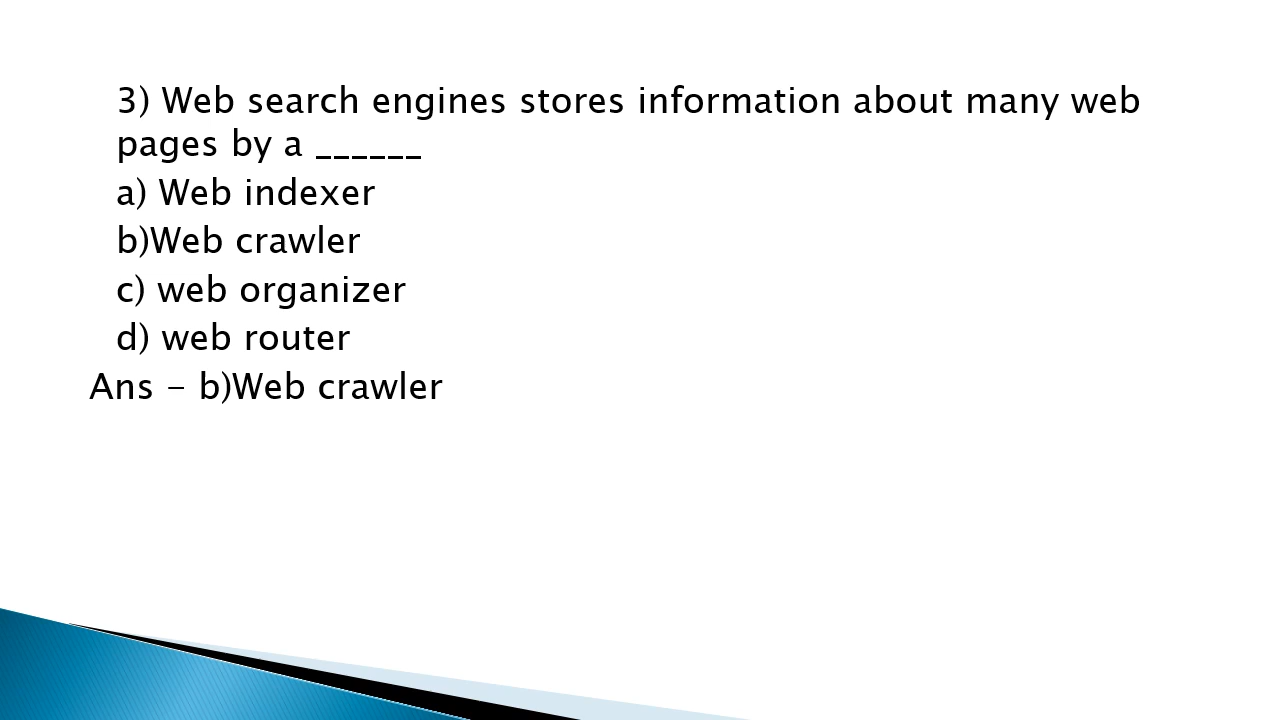 3) Web search engines stores information about many web
pages by a ______
a) Web indexer
b)Web crawler
c) web organizer
d) web router
Ans - b)Web crawler